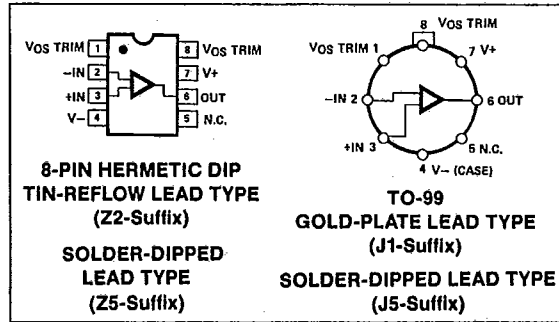 VOS TRIM 1
8 VOS TRIM
−IN 2
7 V+
+IN 3
6 OUT
V− 4
5 N.C.
8-PIN HERMETIC DIP
TIN-REFLOW LEAD TYPE
(Z2-Suffix)
SOLDER-DIPPED
LEAD TYPE
(Z5-Suffix)
8 VOS TRIM
VOS TRIM 1
7 V+
−IN 2
6 OUT
+IN 3
5 N.C.
4 V− (CASE)
TO-99
GOLD-PLATE LEAD TYPE
(J1-Suffix)
SOLDER-DIPPED LEAD TYPE
(J5-Suffix)